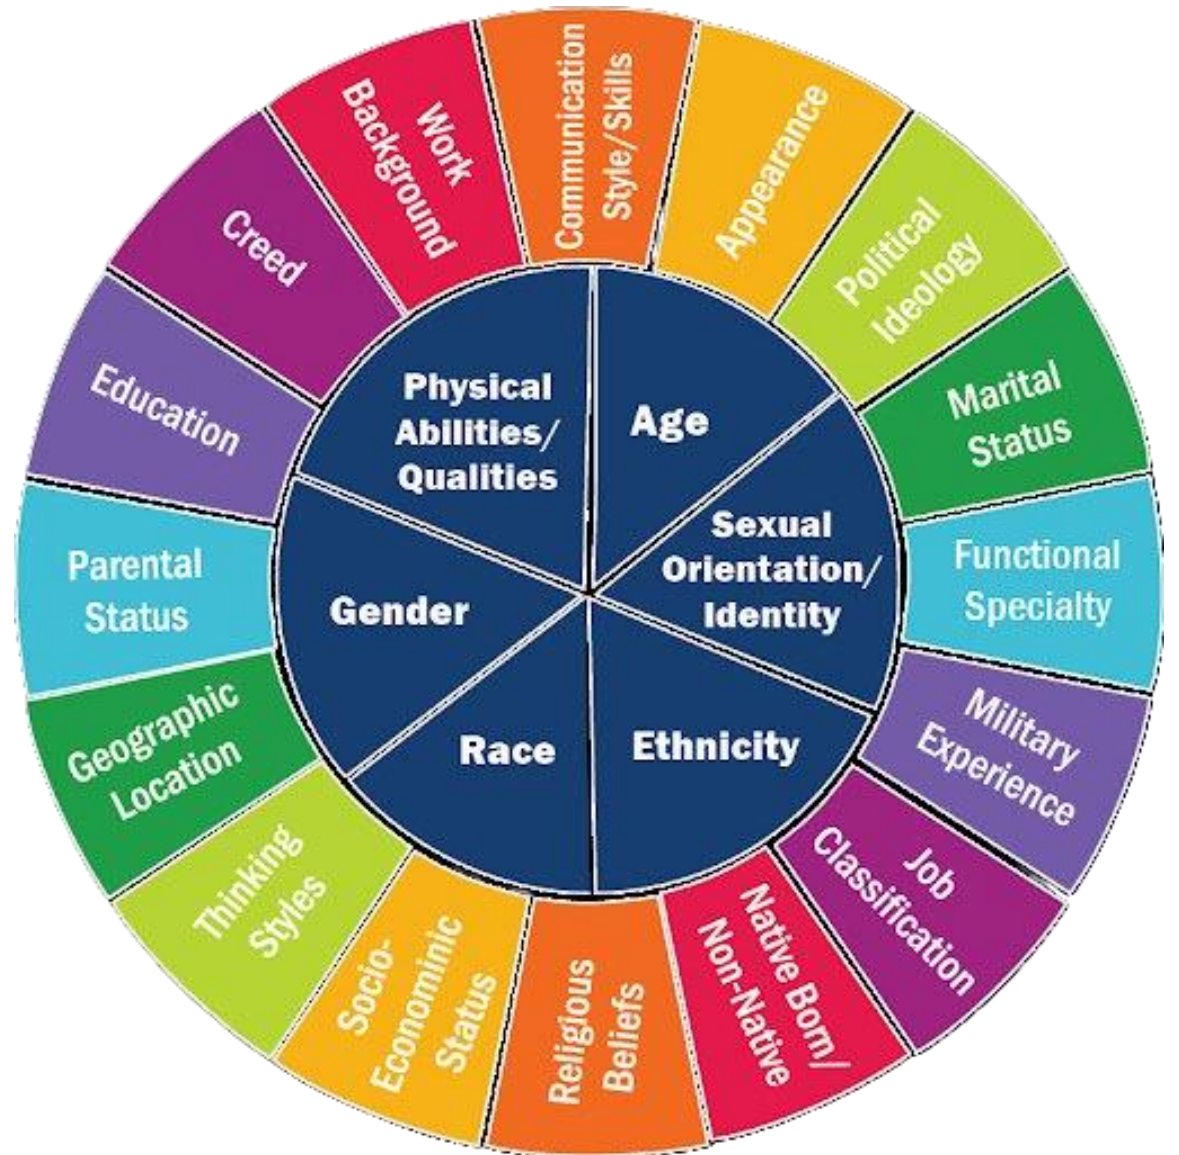 Communication
Style/Skills
Appearance
Political
Ideology
Marital
Status
Functional
Specialty
Military
Experience
Job
Classification
Native Born/
Non-Native
Religious
Beliefs
Socio-
Economic
Status
Thinking
Styles
Geographic
Location
Parental
Status
Education
Creed
Work
Background
Age
Sexual
Orientation/
Identity
Ethnicity
Race
Gender
Physical
Abilities/
Qualities